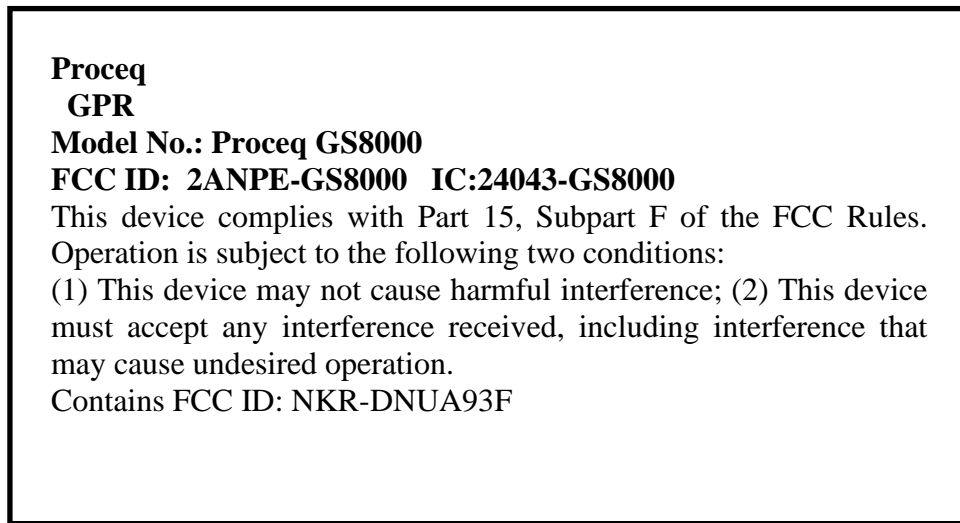 Proceq
GPR
Model No.: Proceq GS8000
FCC ID: 2ANPE-GS8000 IC:24043-GS8000
This device complies with Part 15, Subpart F of the FCC Rules.
Operation is subject to the following two conditions:
(1) This device may not cause harmful interference; (2) This device
must accept any interference received, including interference that
may cause undesired operation.
Contains FCC ID: NKR-DNUA93F